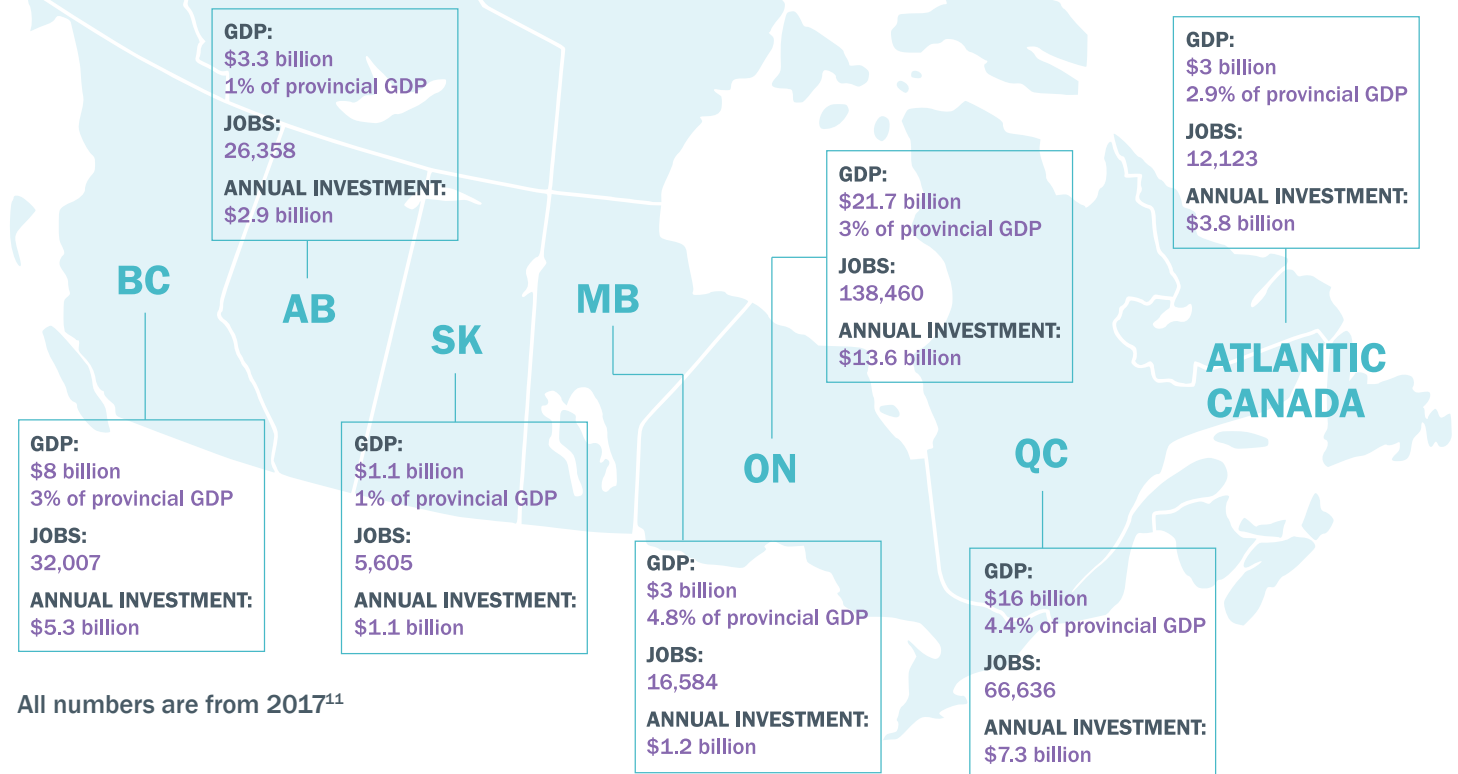 GDP:
$3.3 billion
1% of provincial GDP
JOBS:
26,358
ANNUAL INVESTMENT:
$2.9 billion
GDP:
$3 billion
2.9% of provincial GDP
JOBS:
12,123
ANNUAL INVESTMENT:
$3.8 billion
GDP:
$21.7 billion
3% of provincial GDP
JOBS:
138,460
ANNUAL INVESTMENT:
$13.6 billion
BC
AB
SK
MB
ON
QC
ATLANTIC
CANADA
GDP:
$8 billion
3% of provincial GDP
JOBS:
32,007
ANNUAL INVESTMENT:
$5.3 billion
GDP:
$1.1 billion
1% of provincial GDP
JOBS:
5,605
ANNUAL INVESTMENT:
$1.1 billion
GDP:
$3 billion
4.8% of provincial GDP
JOBS:
16,584
ANNUAL INVESTMENT:
$1.2 billion
GDP:
$16 billion
4.4% of provincial GDP
JOBS:
66,636
ANNUAL INVESTMENT:
$7.3 billion
All numbers are from 2017¹¹